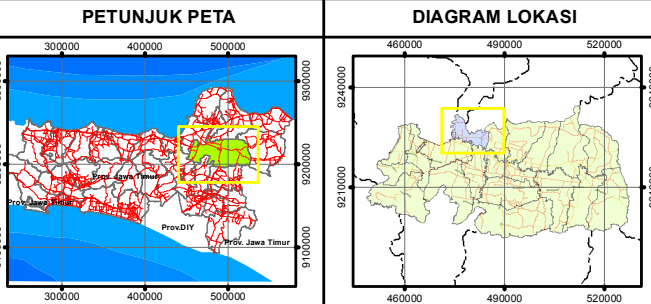 PETUNJUK PETA
300000 400000 500000
9300000
9200000
9100000
Prov. Jawa Timur
Prov. Jawa Timur
Prov.DIY
Prov. Jawa Timur
300000 400000 500000
DIAGRAM LOKASI
460000 490000 520000
9240000
9210000
460000 490000 520000